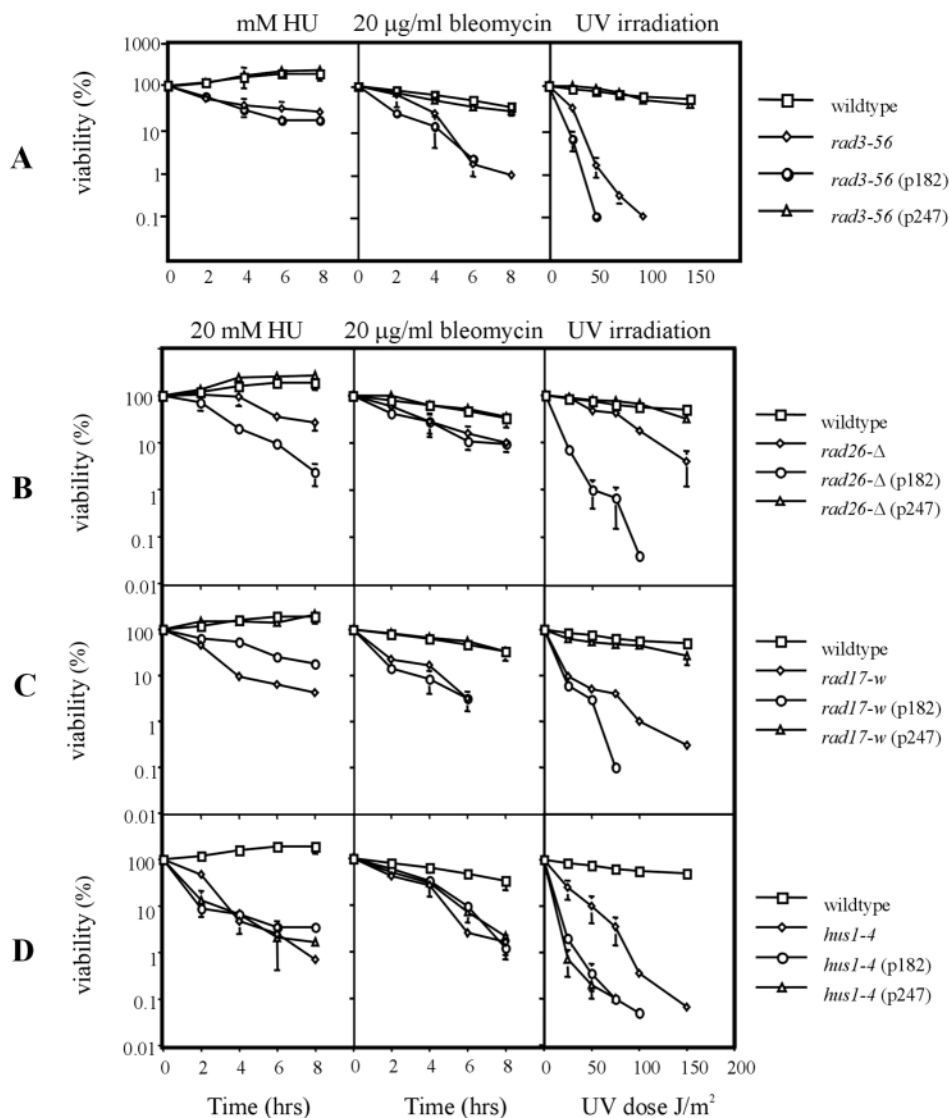 mM HU 20 μg/ml bleomycin UV irradiation
A
viability (%)
1000
100
10
1
0.1
0 2 4 6 8 0 2 4 6 8 0 50 100 150
wildtype
rad3-56
rad3-56 (p182)
rad3-56 (p247)
20 mM HU 20 μg/ml bleomycin UV irradiation
B
viability (%)
100
10
1
0.1
0.01
wildtype
rad26-Δ
rad26-Δ (p182)
rad26-Δ (p247)
C
viability (%)
100
10
1
0.1
0.01
wildtype
rad17-w
rad17-w (p182)
rad17-w (p247)
D
viability (%)
100
10
1
0.1
0.01
wildtype
hus1-4
hus1-4 (p182)
hus1-4 (p247)
0 2 4 6 8 0 2 4 6 8 0 50 100 150 200
Time (hrs) Time (hrs) UV dose J/m²